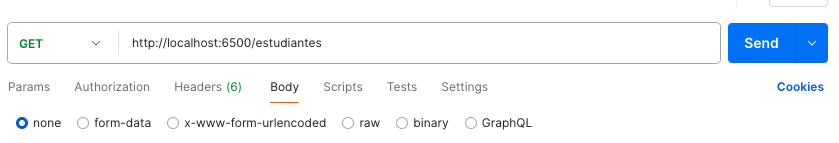 GET http://localhost:6500/estudiantes Send
Params Authorization Headers (6) Body Scripts Tests Settings Cookies
none form-data x-www-form-urlencoded raw binary GraphQL